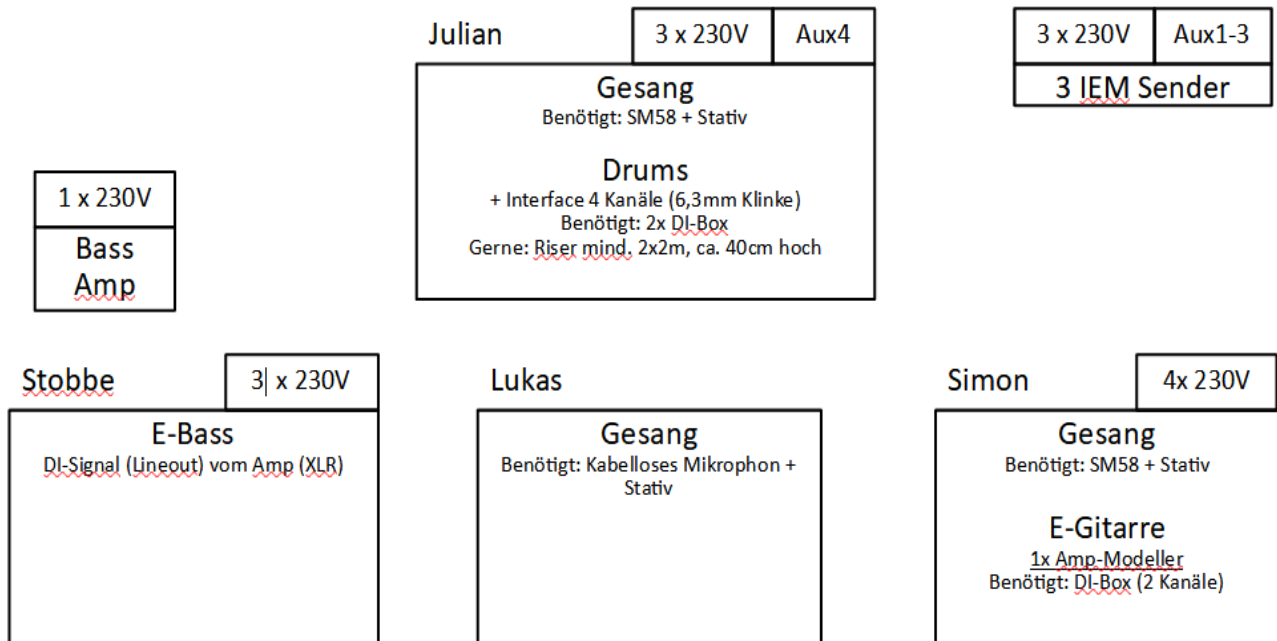 Julian
3 x 230V
Aux4
Gesang
Benötigt: SM58 + Stativ
Drums
+ Interface 4 Kanäle (6,3mm Klinke)
Benötigt: 2x DI-Box
Gerne: Riser mind. 2x2m, ca. 40cm hoch
3 x 230V
Aux1-3
3 IEM Sender
1 x 230V
Bass
Amp
Stobbe
3 x 230V
E-Bass
DI-Signal (Lineout) vom Amp (XLR)
Lukas
Gesang
Benötigt: Kabelloses Mikrophon +
Stativ
Simon
4x 230V
Gesang
Benötigt: SM58 + Stativ
E-Gitarre
1x Amp-Modeller
Benötigt: DI-Box (2 Kanäle)